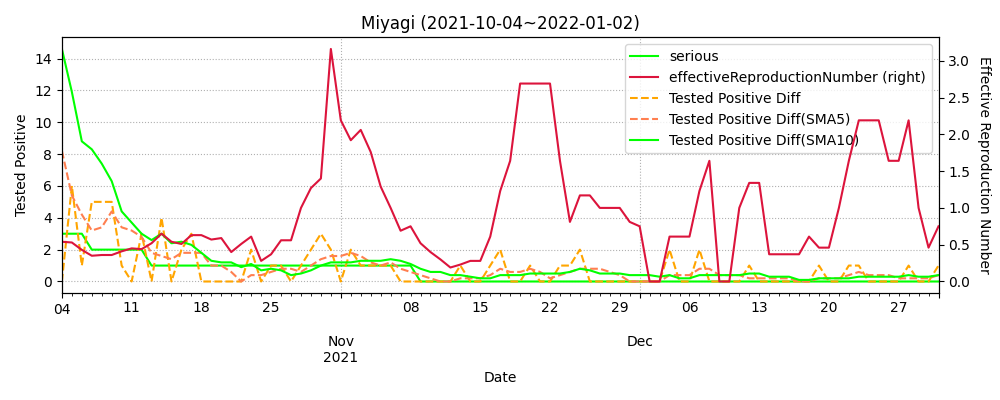 Miyagi (2021-10-04~2022-01-02)
serious
effectiveReproductionNumber (right)
Tested Positive Diff
Tested Positive Diff(SMA5)
Tested Positive Diff(SMA10)
Tested Positive
14
12
10
8
6
4
2
0
3.0
2.5
2.0
1.5
1.0
0.5
0.0
Effective Reproduction Number
04 11 18 25 08 15 22 29 06 13 20 27
Nov Dec
2021
Date